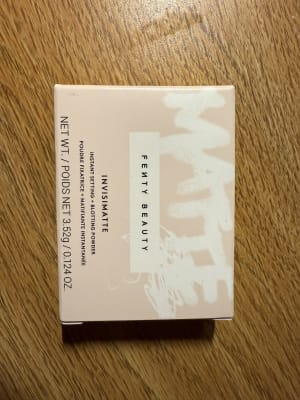 MATTE
FENTY BEAUTY
INVISIMATTE
INSTANT SETTING + BLOTTING POWDER
POUDRE FIXATRICE + MATIFIANTE INSTANTANÉE
NET WT. / POIDS NET 3.52g / 0.124 OZ.